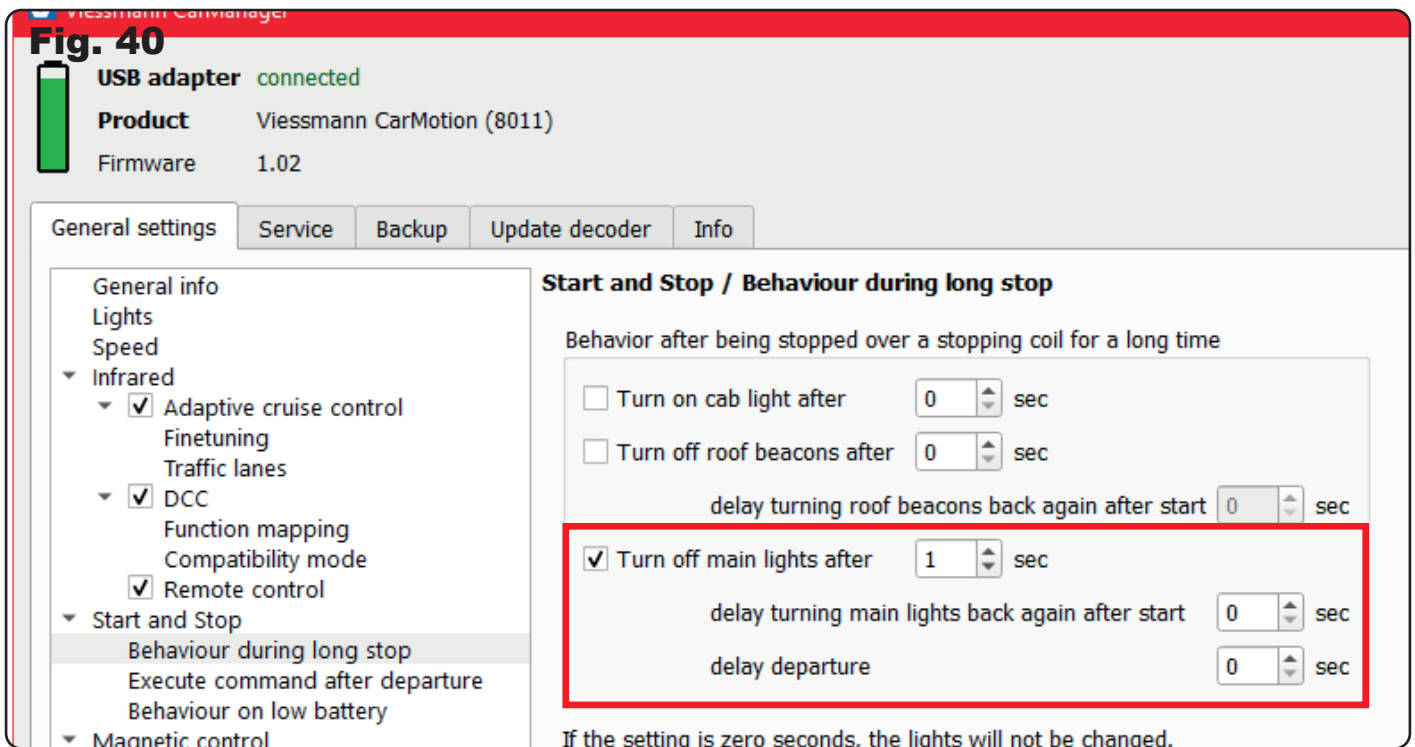 Viessmann CarManager
Fig. 40
USB adapter connected
Product Viessmann CarMotion (8011)
Firmware 1.02
General settings Service Backup Update decoder Info
General info
Lights
Speed
Infrared
Adaptive cruise control
Finetuning
Traffic lanes
DCC
Function mapping
Compatibility mode
Remote control
Start and Stop
Behaviour during long stop
Execute command after departure
Behaviour on low battery
Magnetic control
Start and Stop / Behaviour during long stop
Behavior after being stopped over a stopping coil for a long time
Turn on cab light after 0 sec
Turn off roof beacons after 0 sec
delay turning roof beacons back again after start 0 sec
Turn off main lights after 1 sec
delay turning main lights back again after start 0 sec
delay departure 0 sec
If the setting is zero seconds, the lights will not be changed.